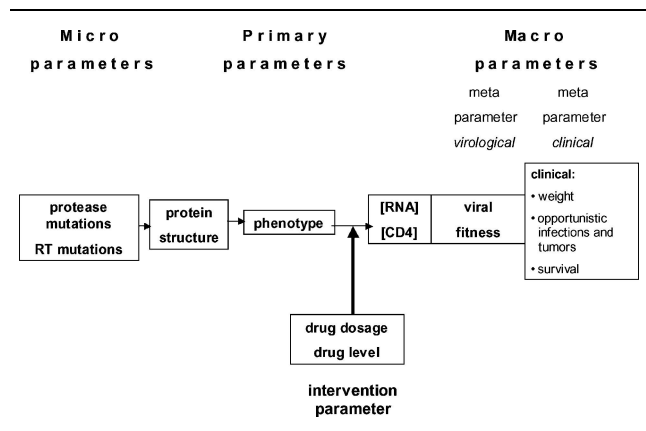 Micro
parameters
Primary
parameters
Macro
parameters
meta
parameter
virological
meta
parameter
clinical
protease
mutations
RT mutations
protein
structure
phenotype
[RNA]
[CD4]
viral
fitness
clinical:
• weight
• opportunistic
infections and
tumors
• survival
drug dosage
drug level
intervention
parameter